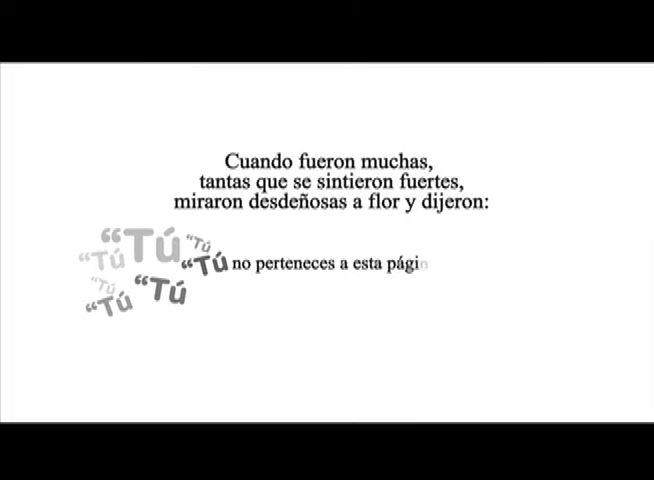 Cuando fueron muchas,
tantas que se sintieron fuertes,
miraron desdeñosas a flor y dijeron:
“Tú “Tú “Tú
“Tú no perteneces a esta págin
“Tú “Tú “Tú